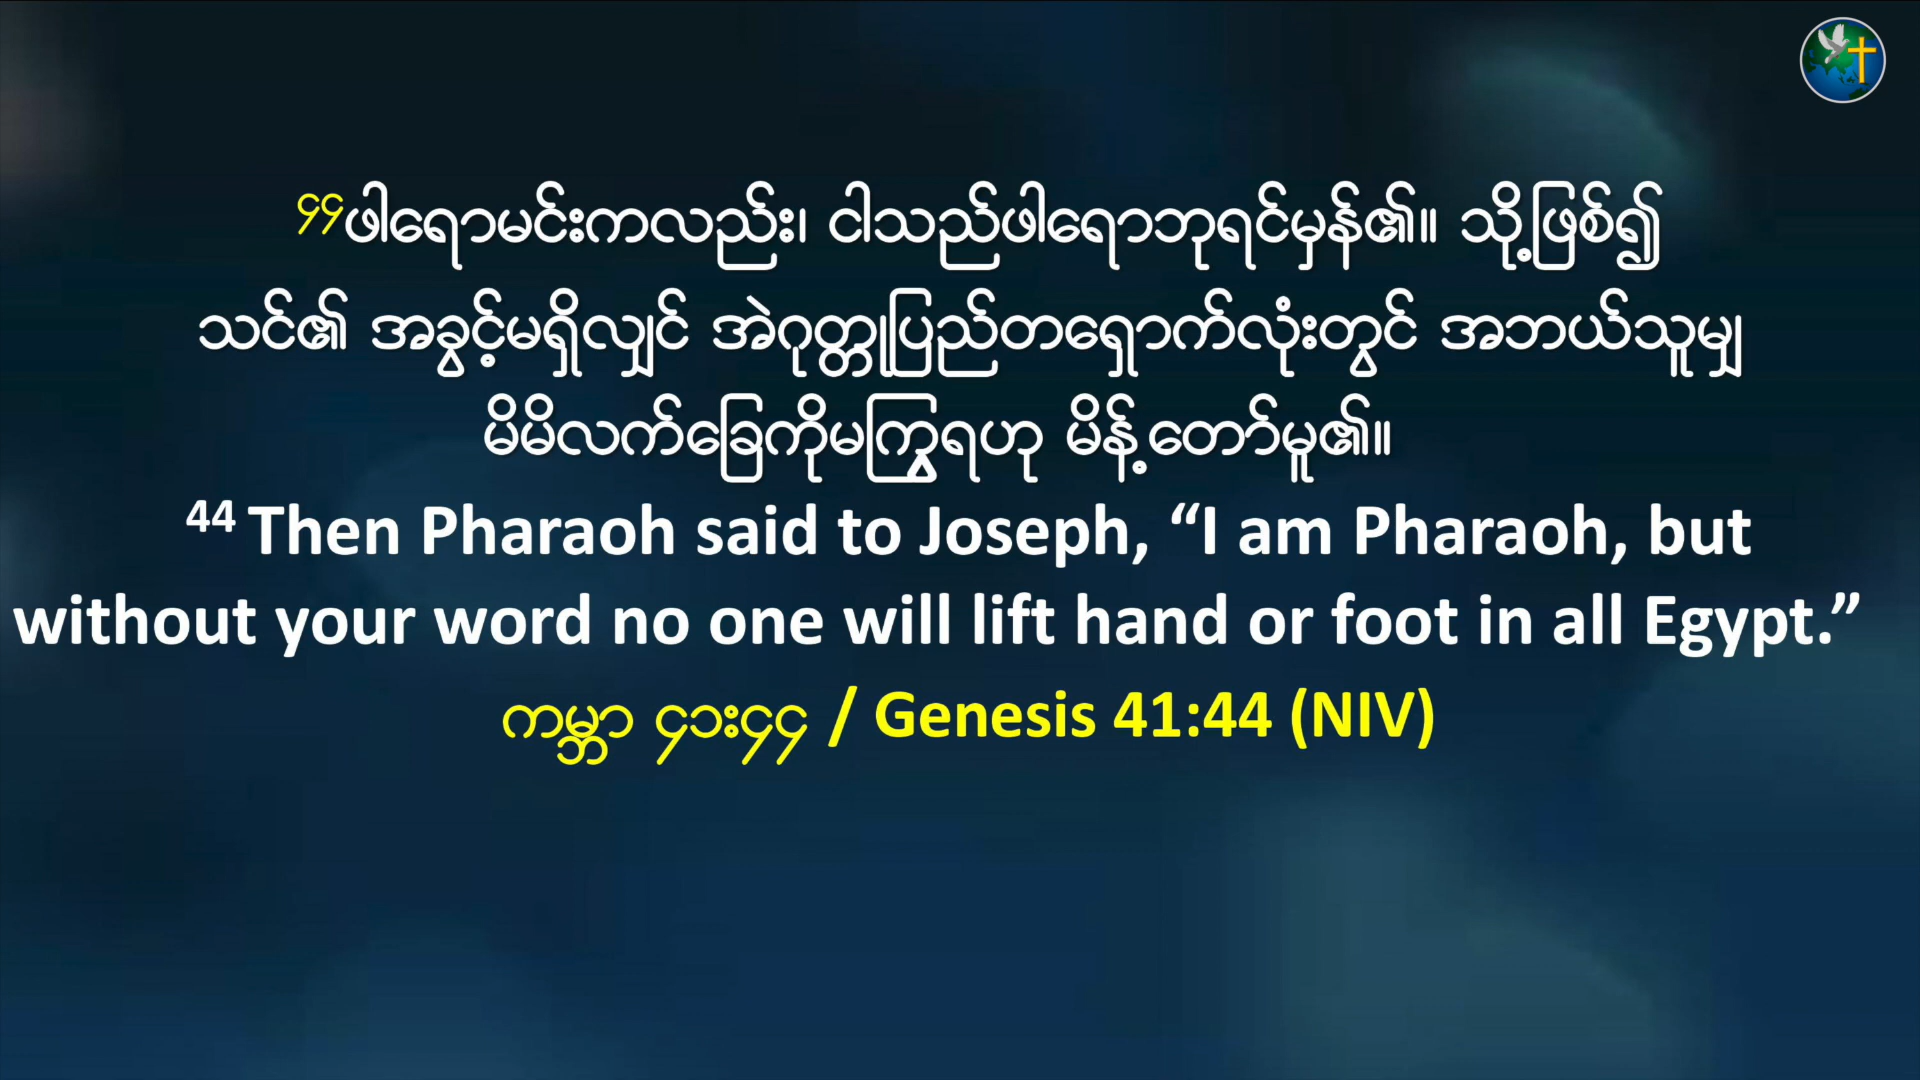 ၄၄ဖါရောမင်းကလည်း၊ ငါသည်ဖါရောဘုရင်မှန်၏။ သို့ဖြစ်၍
သင်၏ အခွင့်မရှိလျှင် အဲဂုတ္တုပြည်တရှောက်လုံးတွင် အဘယ်သူမျှ
မိမိလက်ခြေကိုမကြွရဟု မိန့်တော်မူ၏။
44 Then Pharaoh said to Joseph, “I am Pharaoh, but
without your word no one will lift hand or foot in all Egypt.”
ကမ္ဘာ ၄၁း၄၄ / Genesis 41:44 (NIV)